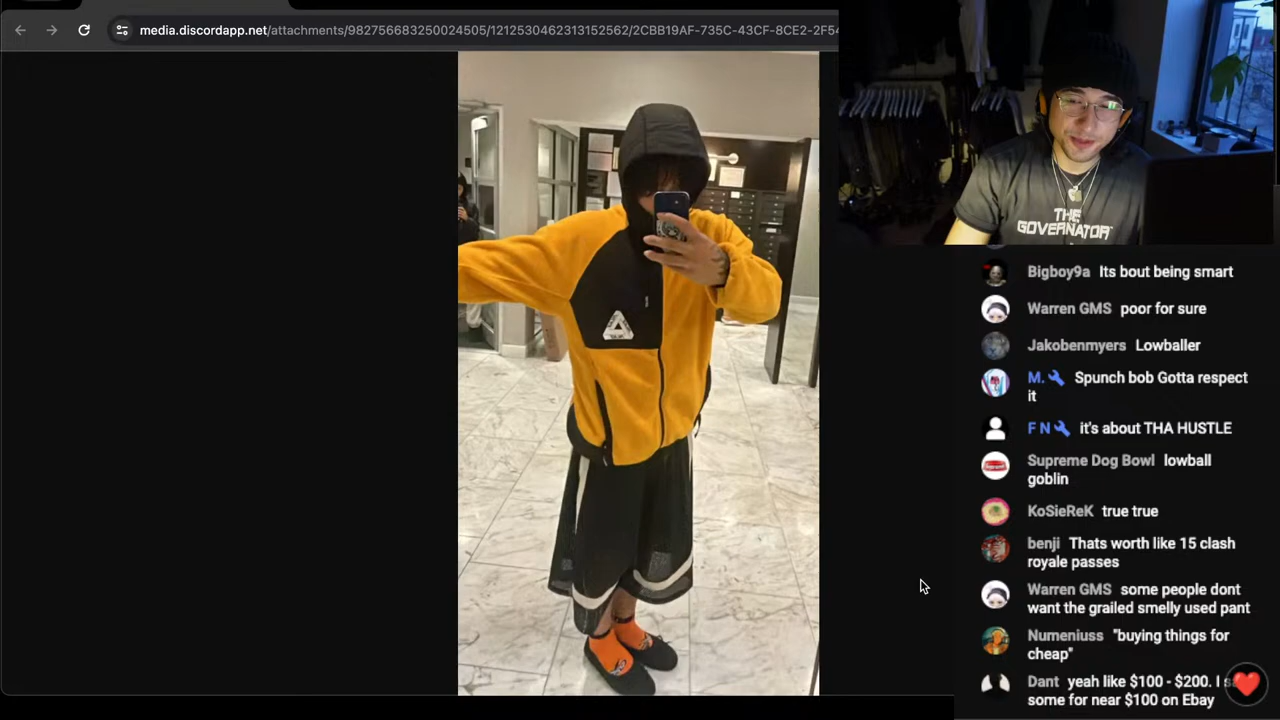 media.discordapp.net/attachments/982756683250024505/1212530462313152562/2CBB19AF-735C-43CF-8CE2-2F54
THE
GOVERNATOR
Bigboy9a Its bout being smart
Warren GMS poor for sure
Jakobenmyers Lowballer
M. Spunch bob Gotta respect
it
F N it's about THA HUSTLE
Supreme Dog Bowl lowball
goblin
KoSieReK true true
benji Thats worth like 15 clash
royale passes
Warren GMS some people dont
want the grailed smelly used pant
Numeniuss "buying things for
cheap"
Dant yeah like $100 - $200. I
some for near $100 on Ebay